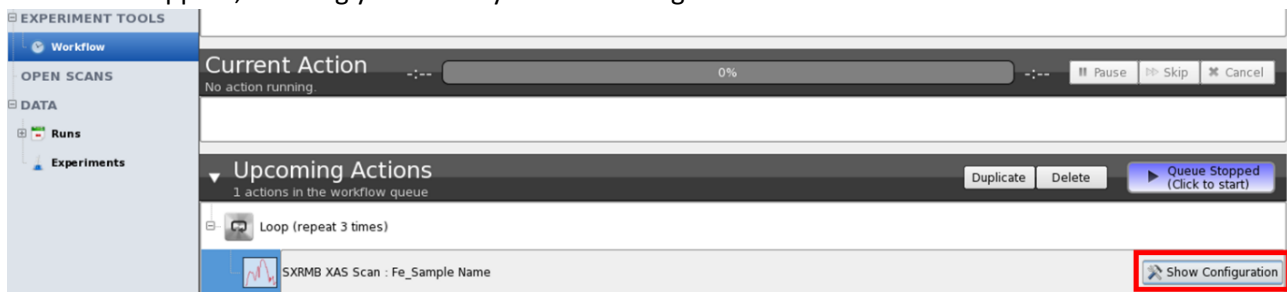 EXPERIMENT TOOLS
Workflow
OPEN SCANS
DATA
Runs
Experiments
Current Action
No action running.
-:--
0%
-:--
Pause
Skip
Cancel
Upcoming Actions
1 actions in the workflow queue
Duplicate
Delete
Queue Stopped
(Click to start)
Loop (repeat 3 times)
SXRMB XAS Scan : Fe_Sample Name
Show Configuration